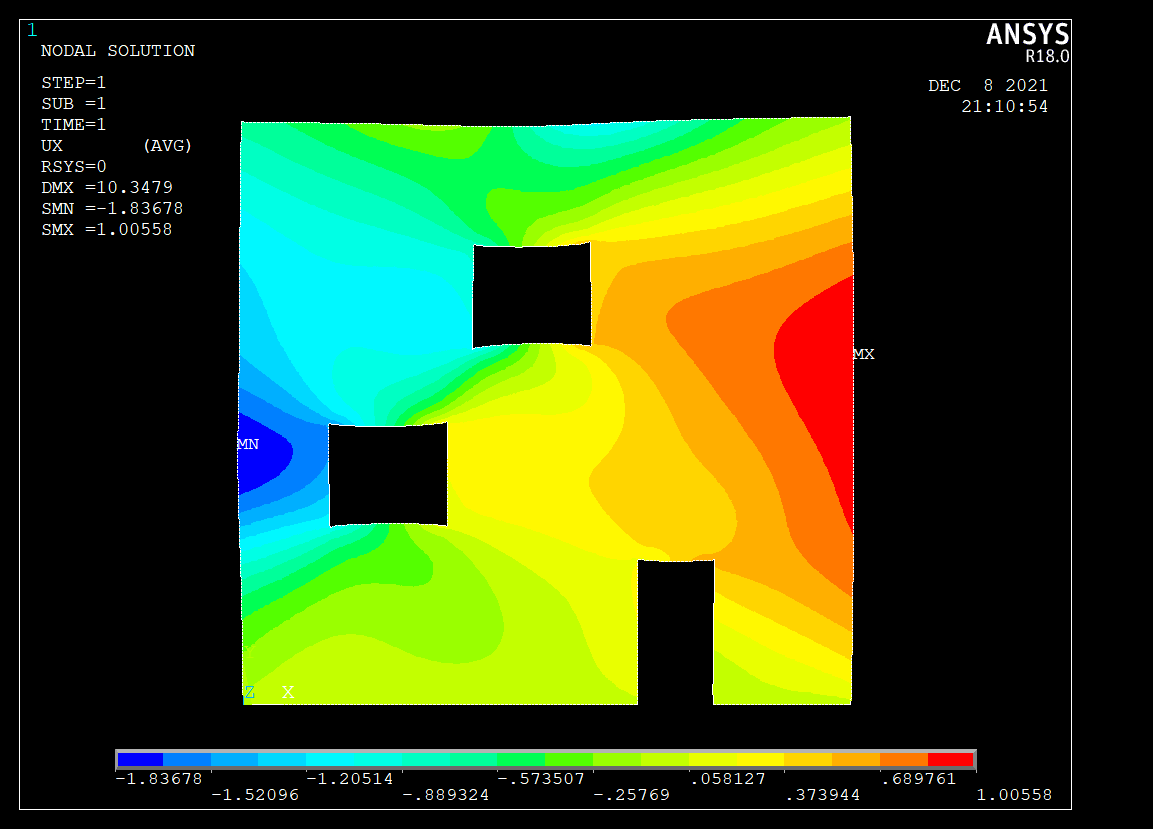 1
ANSYS
R18.0
NODAL SOLUTION
STEP=1
SUB =1
TIME=1
UX (AVG)
RSYS=0
DMX =10.3479
SMN =-1.83678
SMX =1.00558
DEC 8 2021
21:10:54
MX
MN
Z X
-1.83678 -1.20514 -.573507 .058127 .689761
-1.52096 -.889324 -.25769 .373944 1.00558